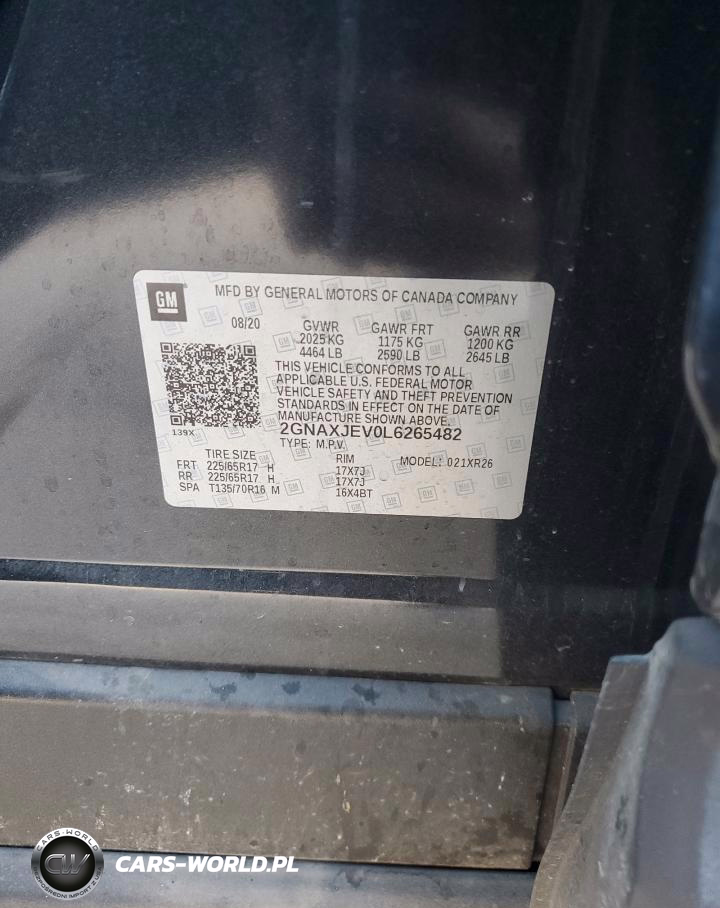 GM
MFD BY GENERAL MOTORS OF CANADA COMPANY
08/20 GVWR GAWR FRT GAWR RR
2025 KG 1175 KG 1200 KG
4464 LB 2590 LB 2645 LB
THIS VEHICLE CONFORMS TO ALL
APPLICABLE U.S. FEDERAL MOTOR
VEHICLE SAFETY AND THEFT PREVENTION
STANDARDS IN EFFECT ON THE DATE OF
MANUFACTURE SHOWN ABOVE.
139X
2GNAXJEV0L6265482
TYPE: M.P.V.
TIRE SIZE RIM MODEL: 021XR26
FRT 225/65R17 H 17X7J
RR 225/65R17 H 17X7J
SPA T135/70R16 M 16X4BT
CARS-WORLD
CW
CARS-WORLD.PL